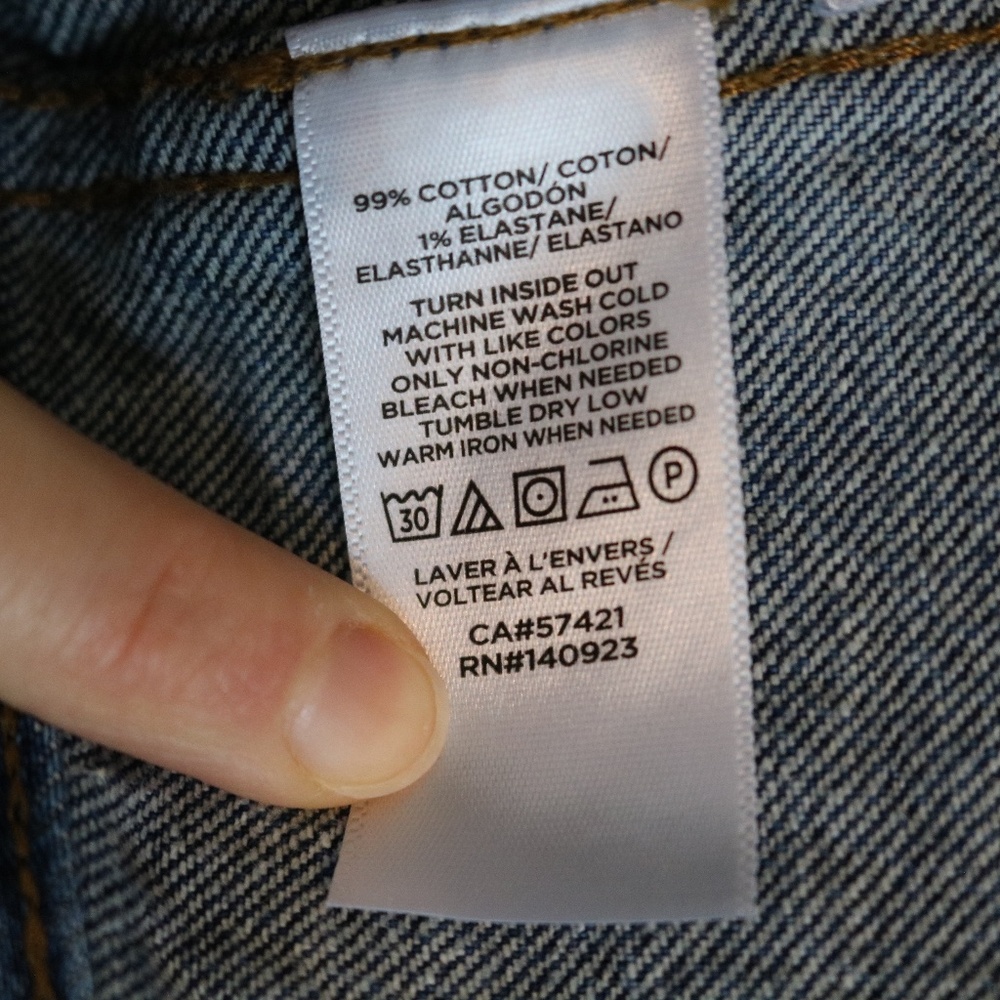 99% COTTON/ COTON/
ALGODÓN
1% ELASTANE/
ELASTHANNE/ ELASTANO
TURN INSIDE OUT
MACHINE WASH COLD
WITH LIKE COLORS
ONLY NON-CHLORINE
BLEACH WHEN NEEDED
TUMBLE DRY LOW
WARM IRON WHEN NEEDED
30 P
LAVER À L'ENVERS /
VOLTEAR AL REVÉS
CA#57421
RN#140923